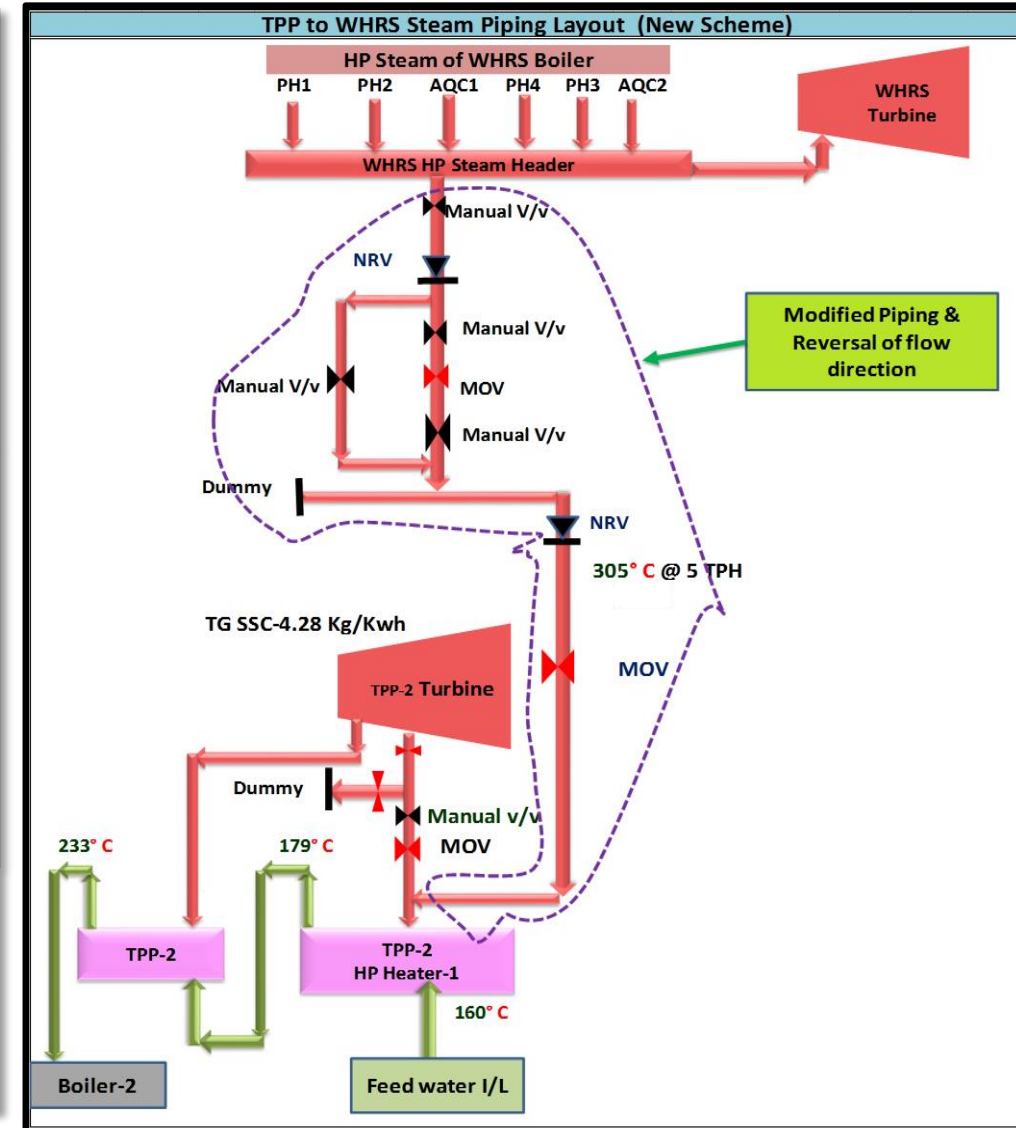 TPP to WHRS Steam Piping Layout (New Scheme)
HP Steam of WHRS Boiler
PH1 PH2 AQC1 PH4 PH3 AQC2
WHRS
Turbine
WHRS HP Steam Header
Manual V/v
NRV
Modified Piping &
Reversal of flow
direction
Manual V/v
Manual V/v
MOV
Manual V/v
Dummy
NRV
305° C @ 5 TPH
TG SSC-4.28 Kg/Kwh
MOV
TPP-2 Turbine
Dummy
Manual v/v
MOV
233° C
179° C
TPP-2
TPP-2
HP Heater-1
160° C
Boiler-2
Feed water I/L